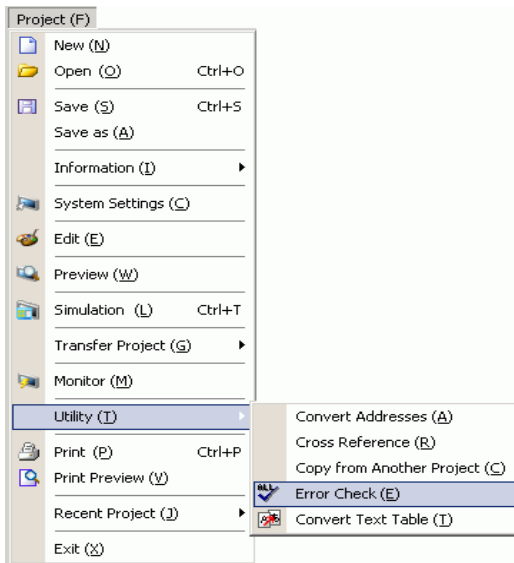 Project (F)
New (N)
Open (O) Ctrl+O
Save (S) Ctrl+S
Save as (A)
Information (I)
System Settings (C)
Edit (E)
Preview (W)
Simulation (L) Ctrl+T
Transfer Project (G)
Monitor (M)
Utility (T)
Convert Addresses (A)
Cross Reference (R)
Copy from Another Project (C)
ALL Error Check (E)
Convert Text Table (T)
Print (P) Ctrl+P
Print Preview (V)
Recent Project (J)
Exit (X)